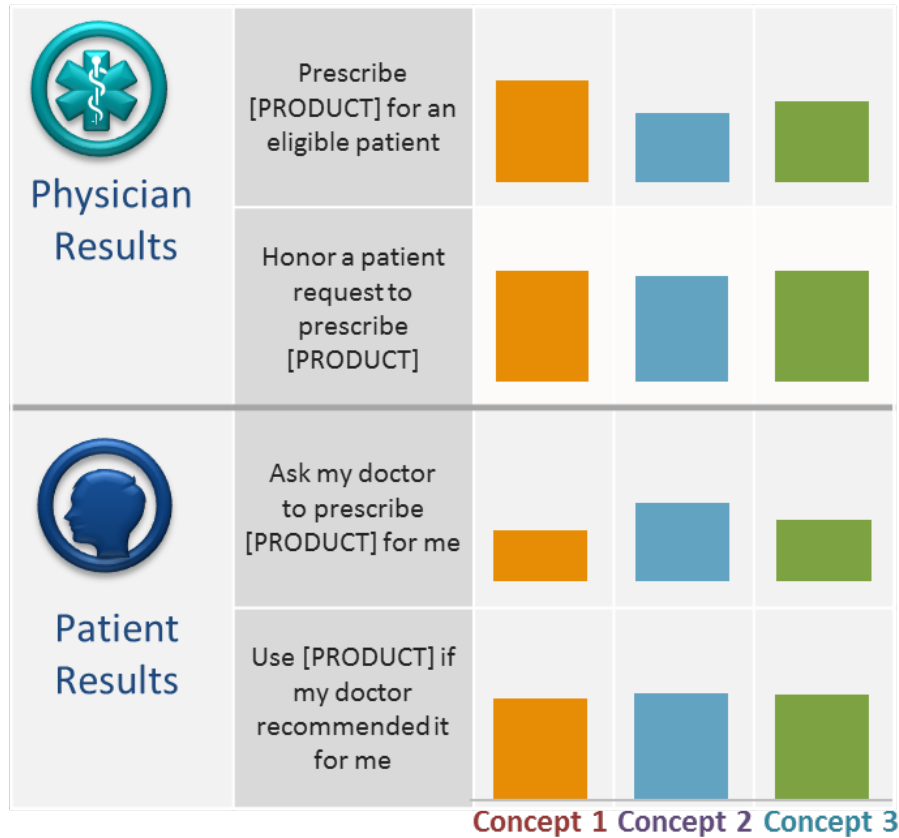 Physician
Results
Prescribe
[PRODUCT] for an
eligible patient
Honor a patient
request to
prescribe
[PRODUCT]
Patient
Results
Ask my doctor
to prescribe
[PRODUCT] for me
Use [PRODUCT] if
my doctor
recommended it
for me
Concept 1 Concept 2 Concept 3